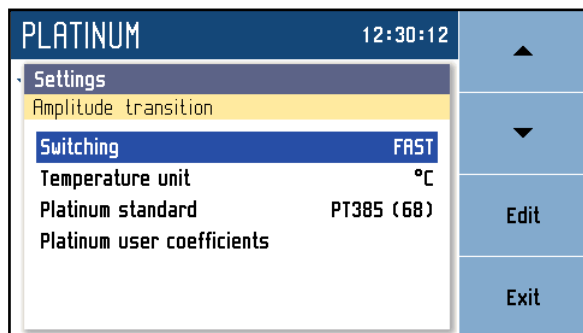 PLATINUM 12:30:12
Settings
Amplitude transition
Switching FAST
Temperature unit °C
Platinum standard PT385 (68)
Platinum user coefficients
Edit
Exit